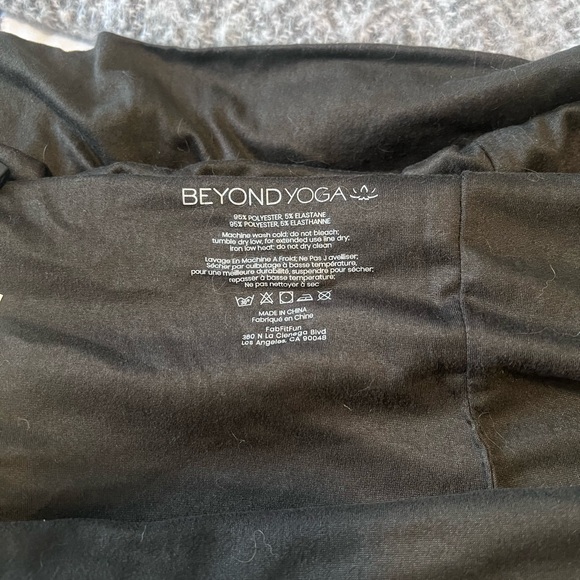 BEYOND YOGA
95% POLYESTER, 5% ELASTANE
95% POLYESTER, 5% ELASTHANNE
Machine wash cold; do not bleach;
tumble dry low, for extended use line dry;
Iron low heat; do not dry clean
Lavage En Machine A Froid; Ne Pas J avelliser;
Sécher par culbutage à basse température,
pour une meilleure durabilité, suspendre pour sécher;
repasser à basse température
Ne pas nettoyer à sec
MADE IN CHINA
Fabriqué en Chine
FabFitFun
360 N La Cienega Blvd
Los Angeles, CA 90048